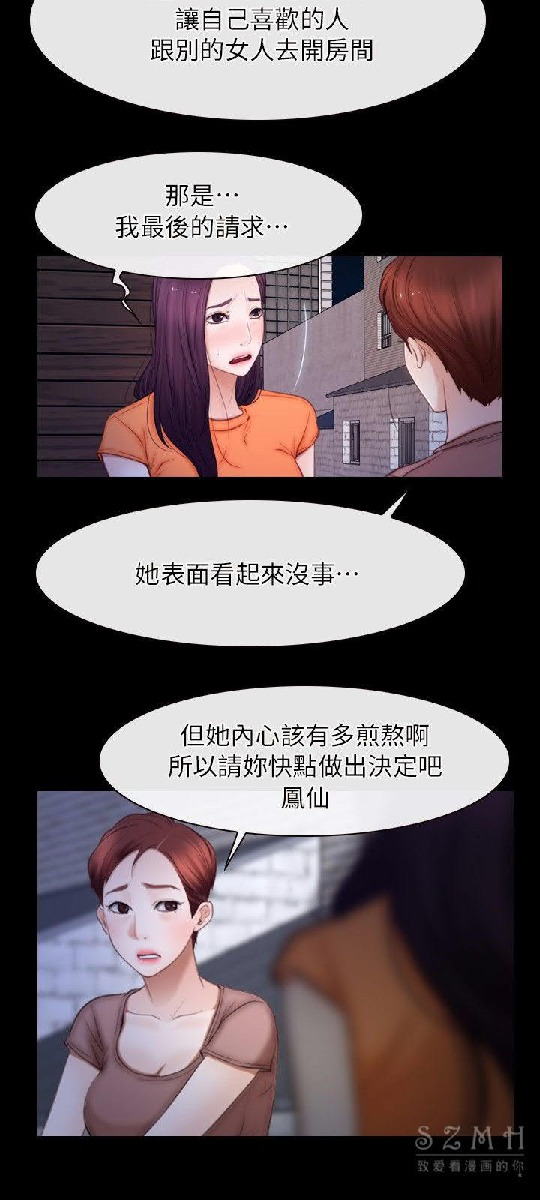 讓自己喜歡的人
跟別的女人去開房間
那是…
我最後的請求…
她表面看起來沒事…
但她內心該有多煎熬啊
所以請妳快點做出決定吧
鳳仙
SZMH
致爱看漫画的你